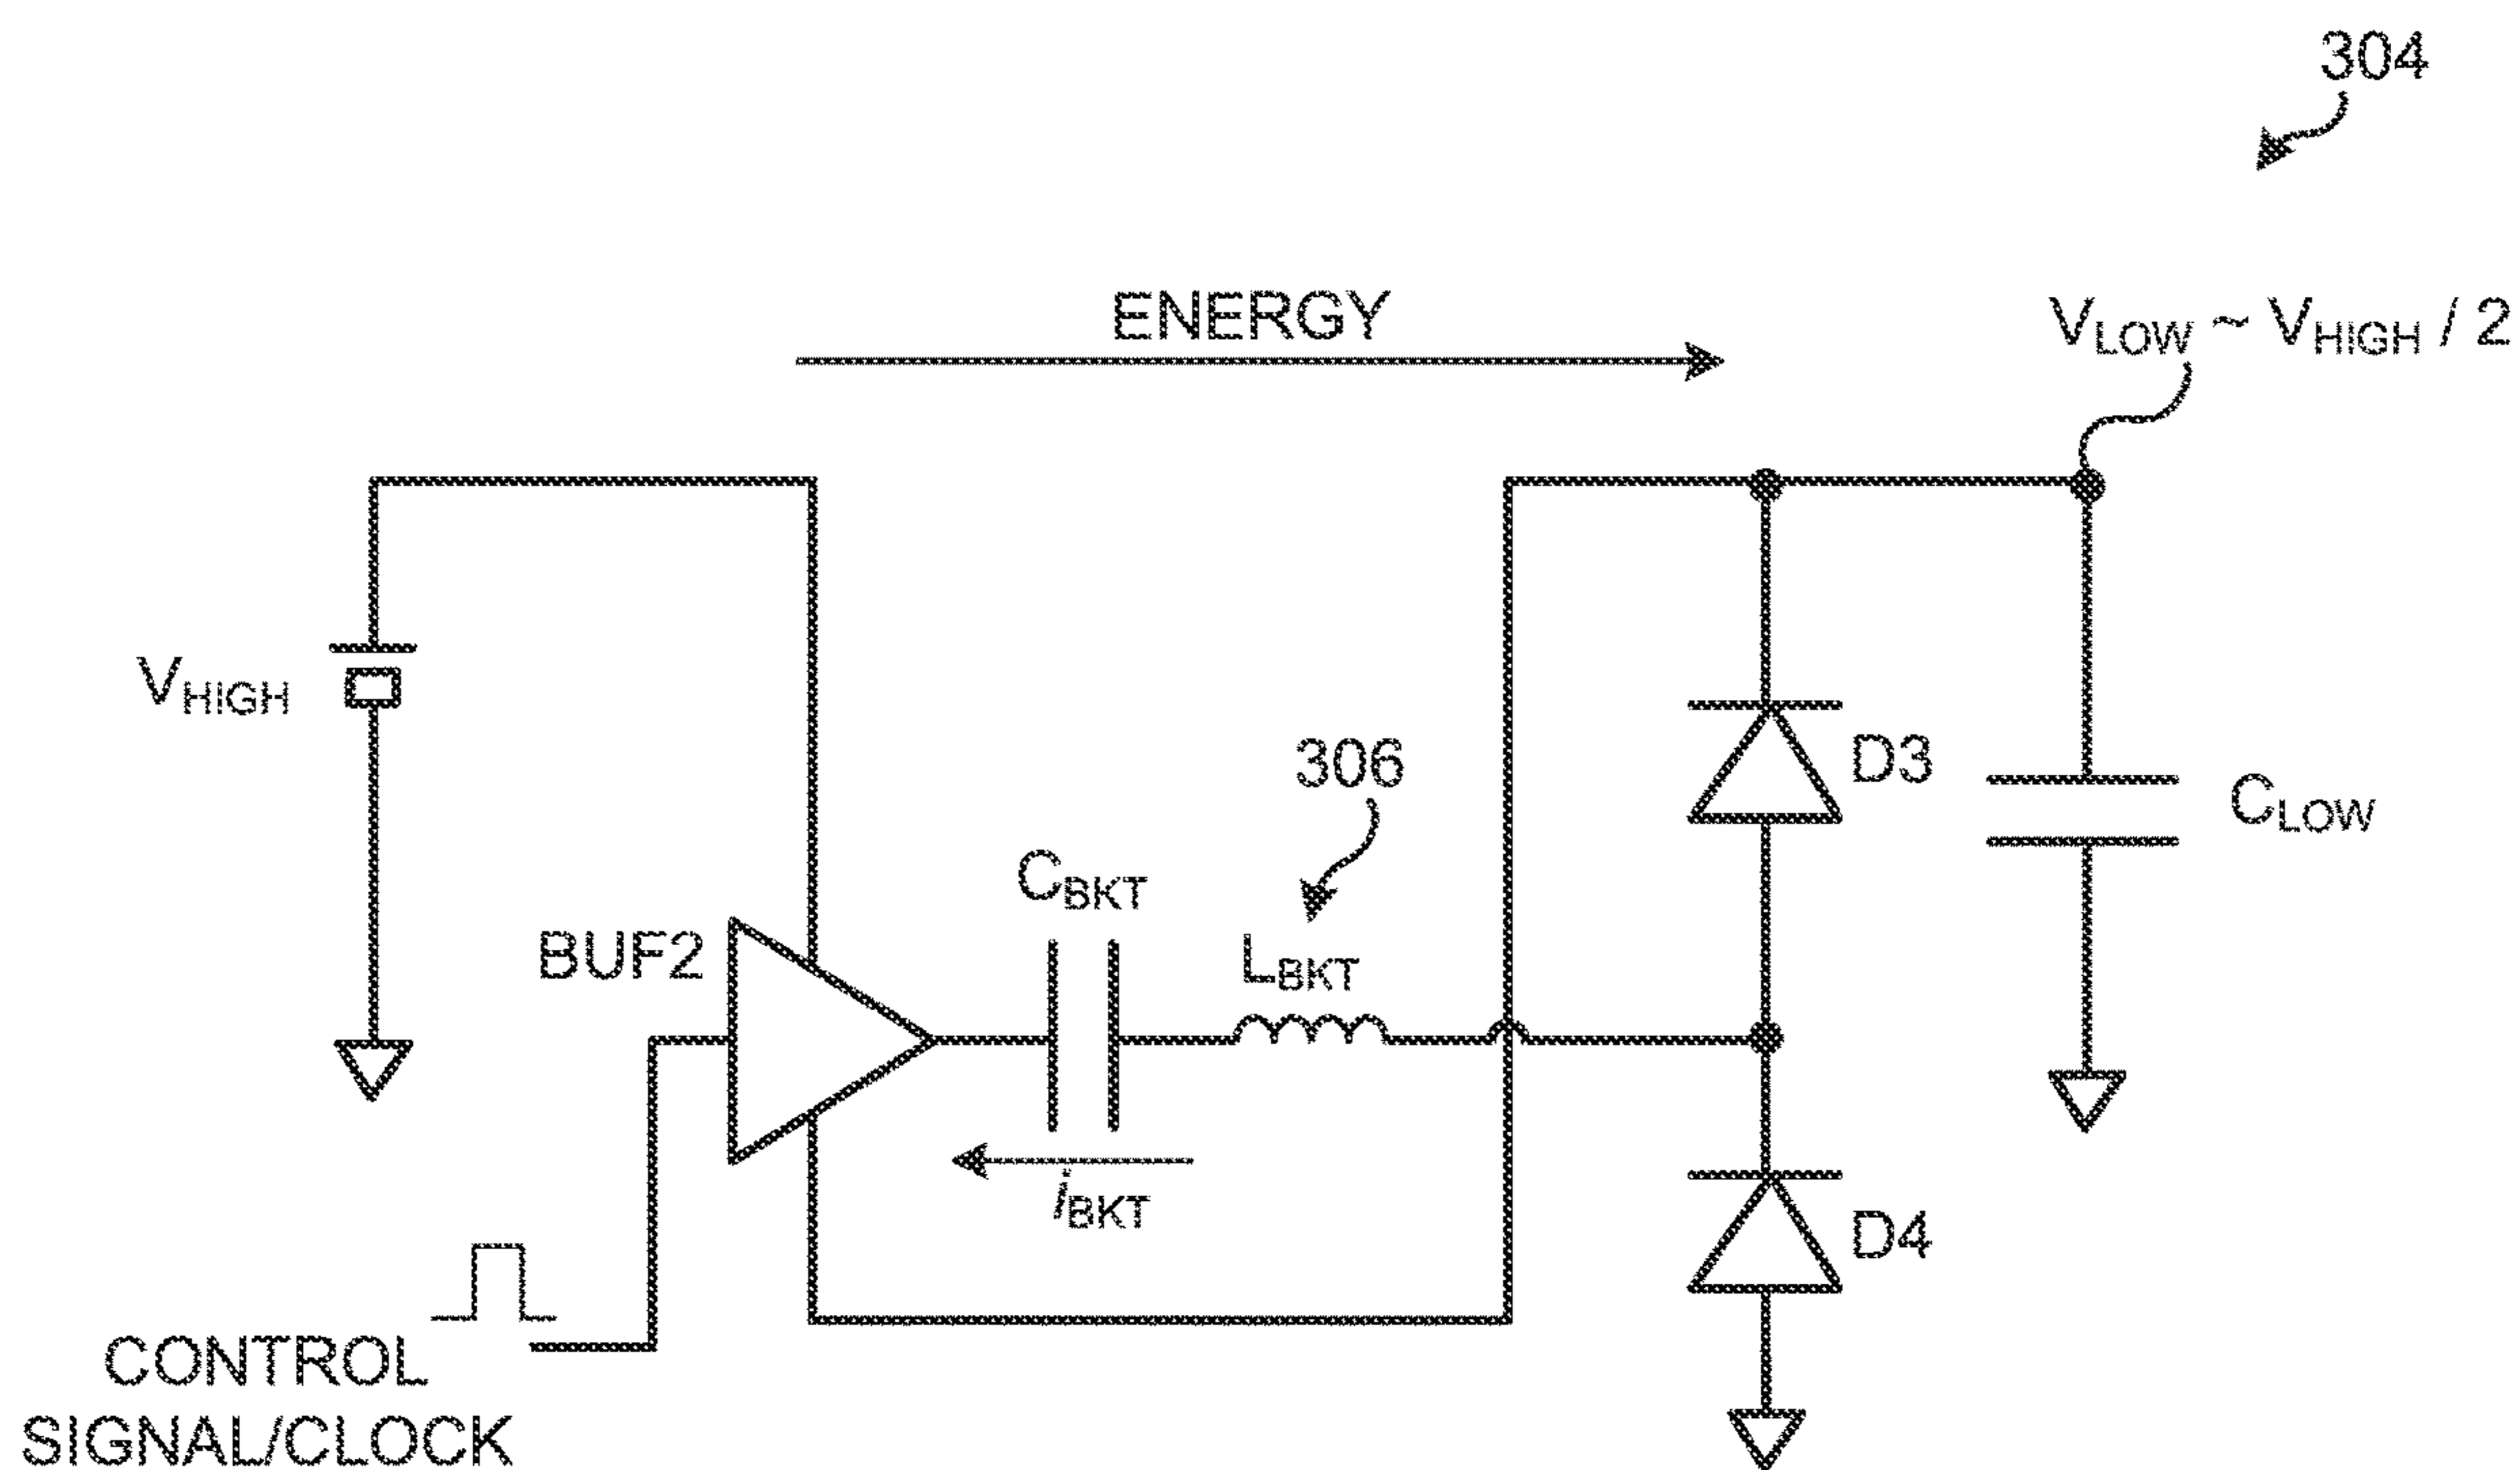 304
ENERGY
VLOW ~ VHIGH / 2
VHIGH
306
D3
CLOW
CBKT
LBKT
BUF2
iBKT
D4
CONTROL
SIGNAL/CLOCK